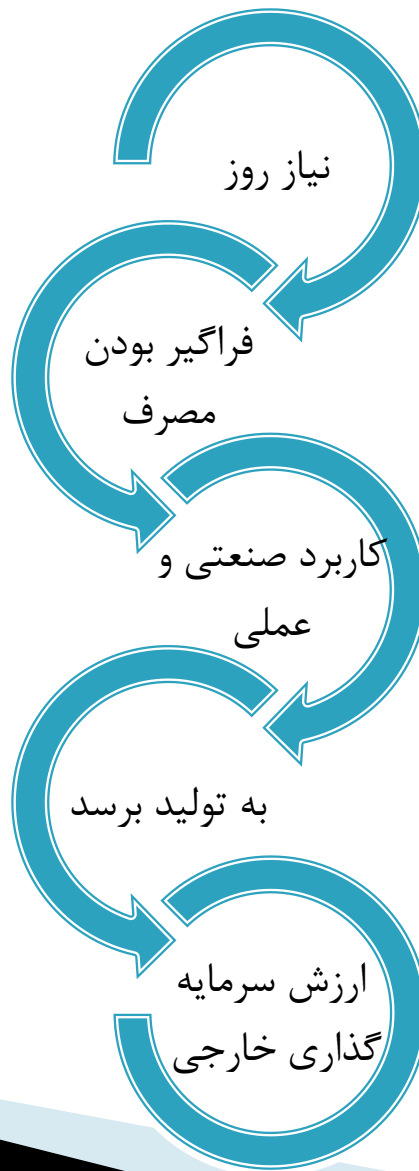 نیاز روز
فراگیر بودن
مصرف
کاربرد صنعتی و
عملی
به تولید برسد
ارزش سرمایه
گذاری خارجی